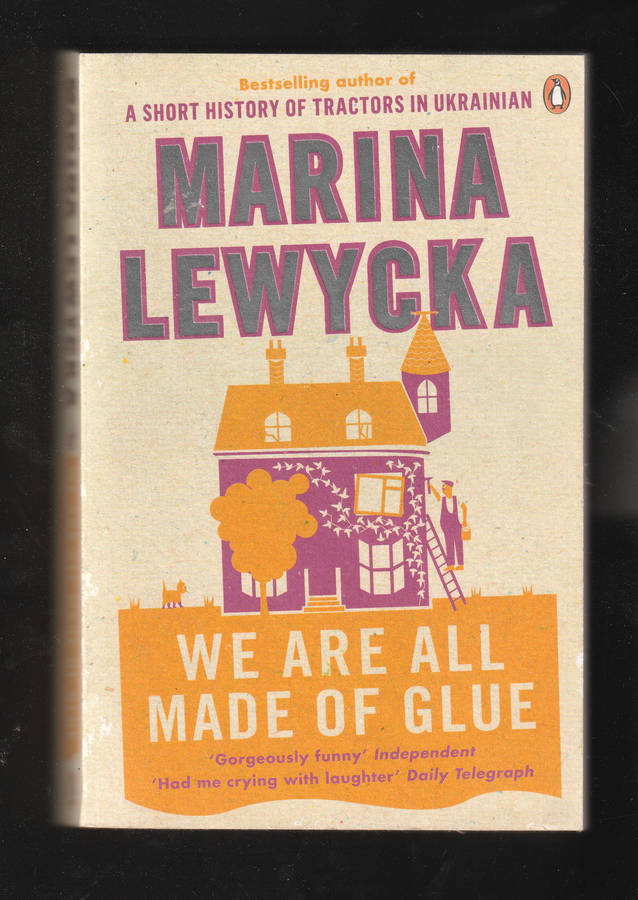 Bestselling author of
A SHORT HISTORY OF TRACTORS IN UKRAINIAN
MARINA
LEWYCKA
WE ARE ALL
MADE OF GLUE
‘Gorgeously funny’ Independent
‘Had me crying with laughter’ Daily Telegraph